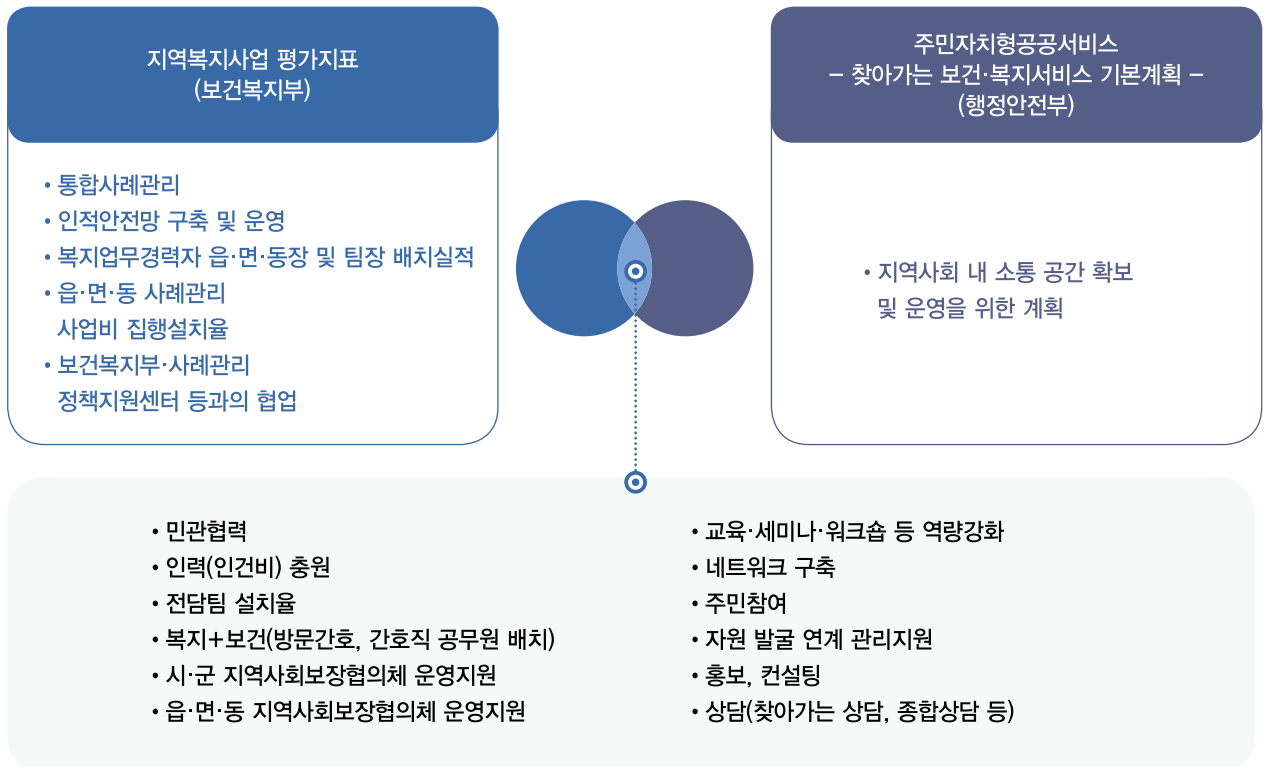 지역복지사업 평가지표
(보건복지부)
• 통합사례관리
• 인적안전망 구축 및 운영
• 복지업무경력자 읍·면·동장 및 팀장 배치실적
• 읍·면·동 사례관리
사업비 집행설치율
• 보건복지부·사례관리
정책지원센터 등과의 협업
주민자치형공공서비스
– 찾아가는 보건·복지서비스 기본계획 –
(행정안전부)
• 지역사회 내 소통 공간 확보
및 운영을 위한 계획
• 민관협력
• 인력(인건비) 충원
• 전담팀 설치율
• 복지+보건(방문간호, 간호직 공무원 배치)
• 시·군 지역사회보장협의체 운영지원
• 읍·면·동 지역사회보장협의체 운영지원
• 교육·세미나·워크숍 등 역량강화
• 네트워크 구축
• 주민참여
• 자원 발굴 연계 관리지원
• 홍보, 컨설팅
• 상담(찾아가는 상담, 종합상담 등)